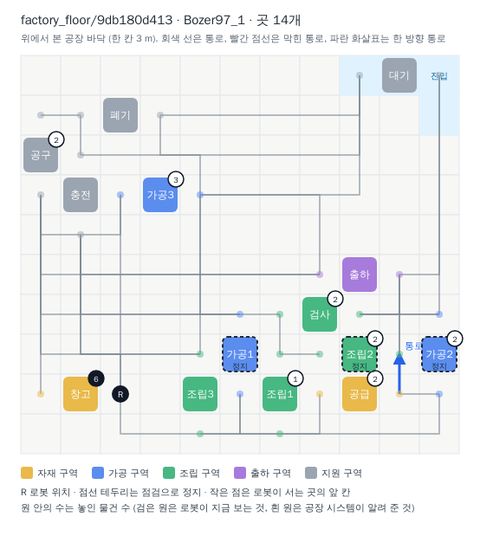 factory_floor/9db180d413 · Bozer97_1 · 곳 14개
위에서 본 공장 바닥 (한 칸 3 m). 회색 선은 통로, 빨간 점선은 막힌 통로, 파란 화살표는 한 방향 통로
대기
폐기
공구 2
충전
가공3 3
출하
검사 2
가공1 정지
조립2 정지 2
통로
가공2 정지 2
창고 6
R
조립3
조립1 1
공급 2
자재 구역
가공 구역
조립 구역
출하 구역
지원 구역
R 로봇 위치 · 점선 테두리는 점검으로 정지 · 작은 점은 로봇이 서는 곳의 앞 칸
원 안의 수는 놓인 물건 수 (검은 원은 로봇이 지금 보는 것, 흰 원은 공장 시스템이 알려 준 것)